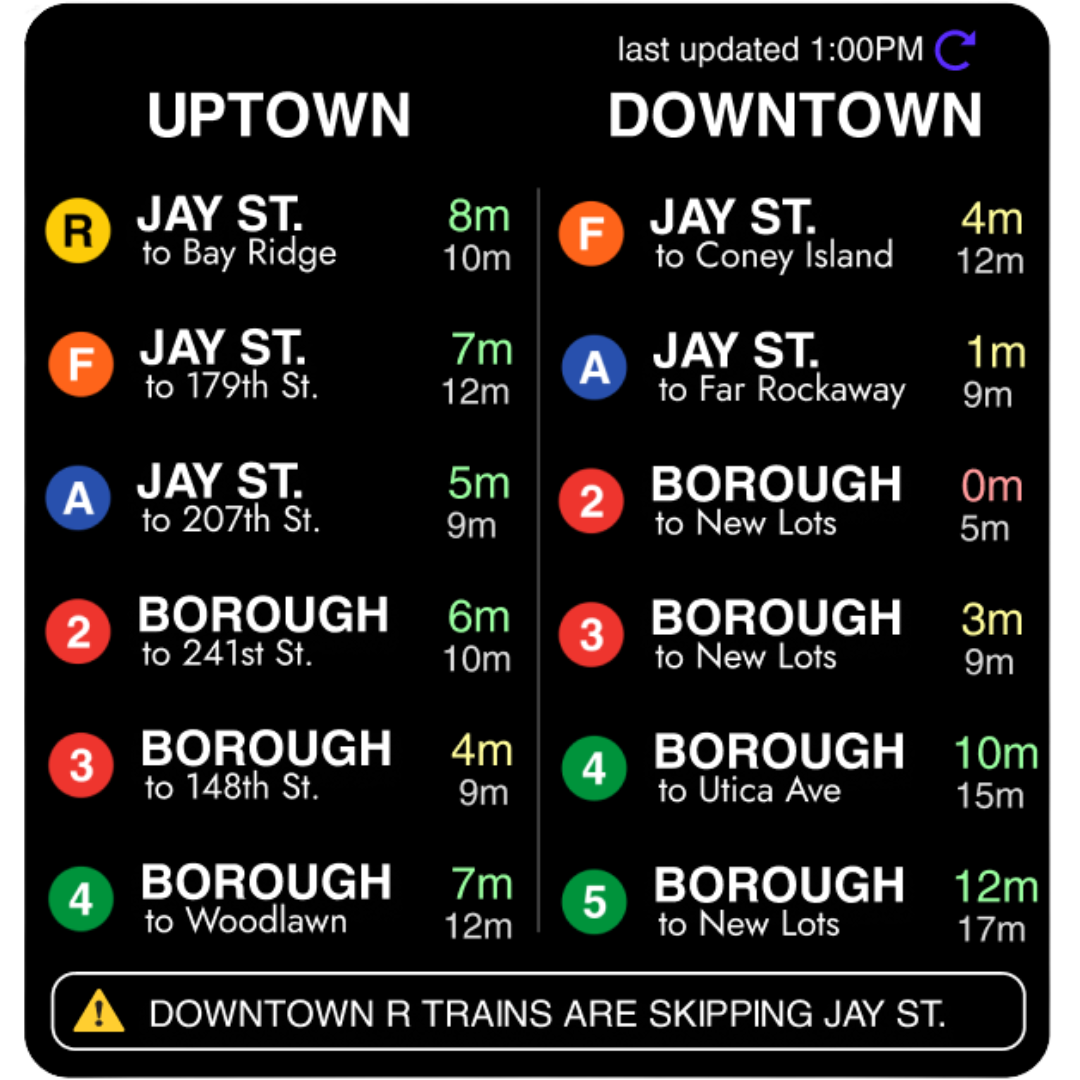 last updated 1:00PM
UPTOWN
R JAY ST. 8m
to Bay Ridge 10m
F JAY ST. 7m
to 179th St. 12m
A JAY ST. 5m
to 207th St. 9m
2 BOROUGH 6m
to 241st St. 10m
3 BOROUGH 4m
to 148th St. 9m
4 BOROUGH 7m
to Woodlawn 12m
DOWNTOWN
F JAY ST. 4m
to Coney Island 12m
A JAY ST. 1m
to Far Rockaway 9m
2 BOROUGH 0m
to New Lots 5m
3 BOROUGH 3m
to New Lots 9m
4 BOROUGH 10m
to Utica Ave 15m
5 BOROUGH 12m
to New Lots 17m
DOWNTOWN R TRAINS ARE SKIPPING JAY ST.